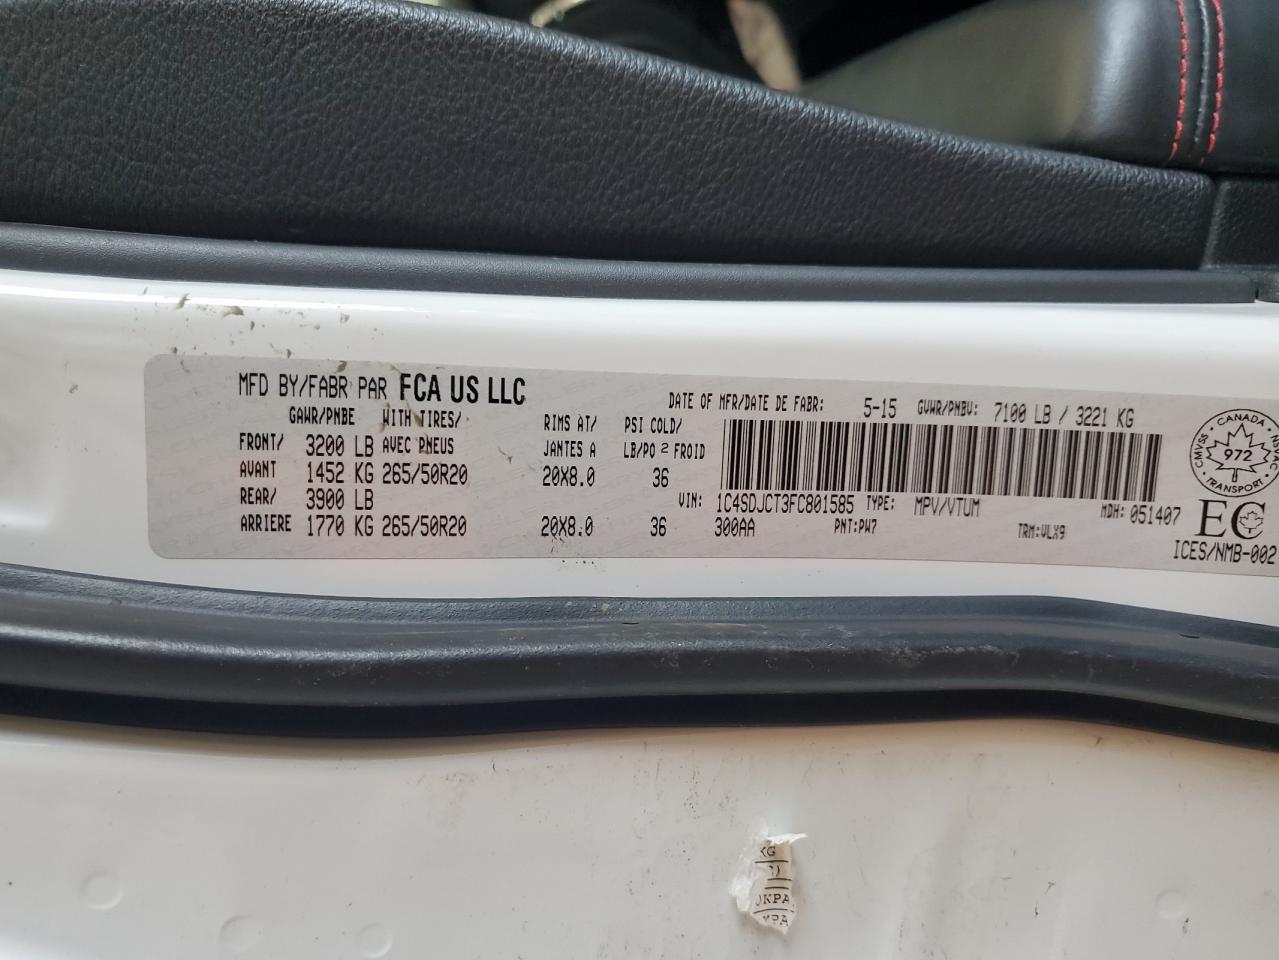 MFD BY/FABR PAR FCA US LLC
DATE OF MFR/DATE DE FABR: 5-15 GVWR/PNBV: 7100 LB / 3221 KG
GAWR/PNBE WITH TIRES/ RIMS AT/ PSI COLD/
FRONT/ 3200 LB AVEC PNEUS JANTES A LB/PO 2 FROID
AVANT 1452 KG 265/50R20 20X8.0 36
REAR/ 3900 LB
ARRIERE 1770 KG 265/50R20 20X8.0 36
VIN: 1C4SDJCT3FC801585 TYPE: MPV/VTUM MDH: 051407
300AA PNT:PW7 TRM:VLX9
CANADA
CMVSS 972 NSVAC
TRANSPORT
EC
ICES/NMB-002
KG